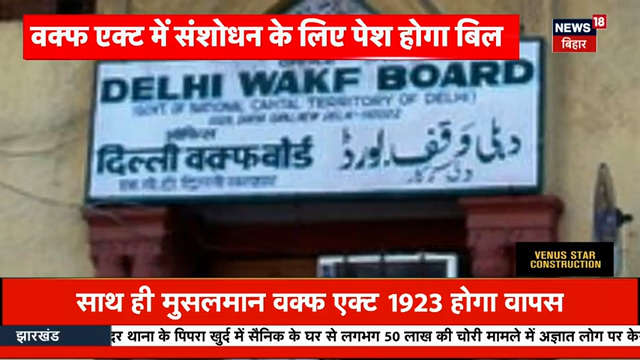 वक्फ एक्ट में संशोधन के लिए पेश होगा बिल
NEWS 18
बिहार
DELHI WAKF BOARD
(GOVT. OF NATIONAL CAPITAL TERRITORY OF DELHI)
दिल्ली वक्फ बोर्ड
دہلی وقف بورڈ
VENUS STAR
CONSTRUCTION
साथ ही मुसलमान वक्फ एक्ट 1923 होगा वापस
झारखंड
थाना के पिपरा खुर्द में सैनिक के घर से लगभग 50 लाख की चोरी मामले में अज्ञात लोग पर के